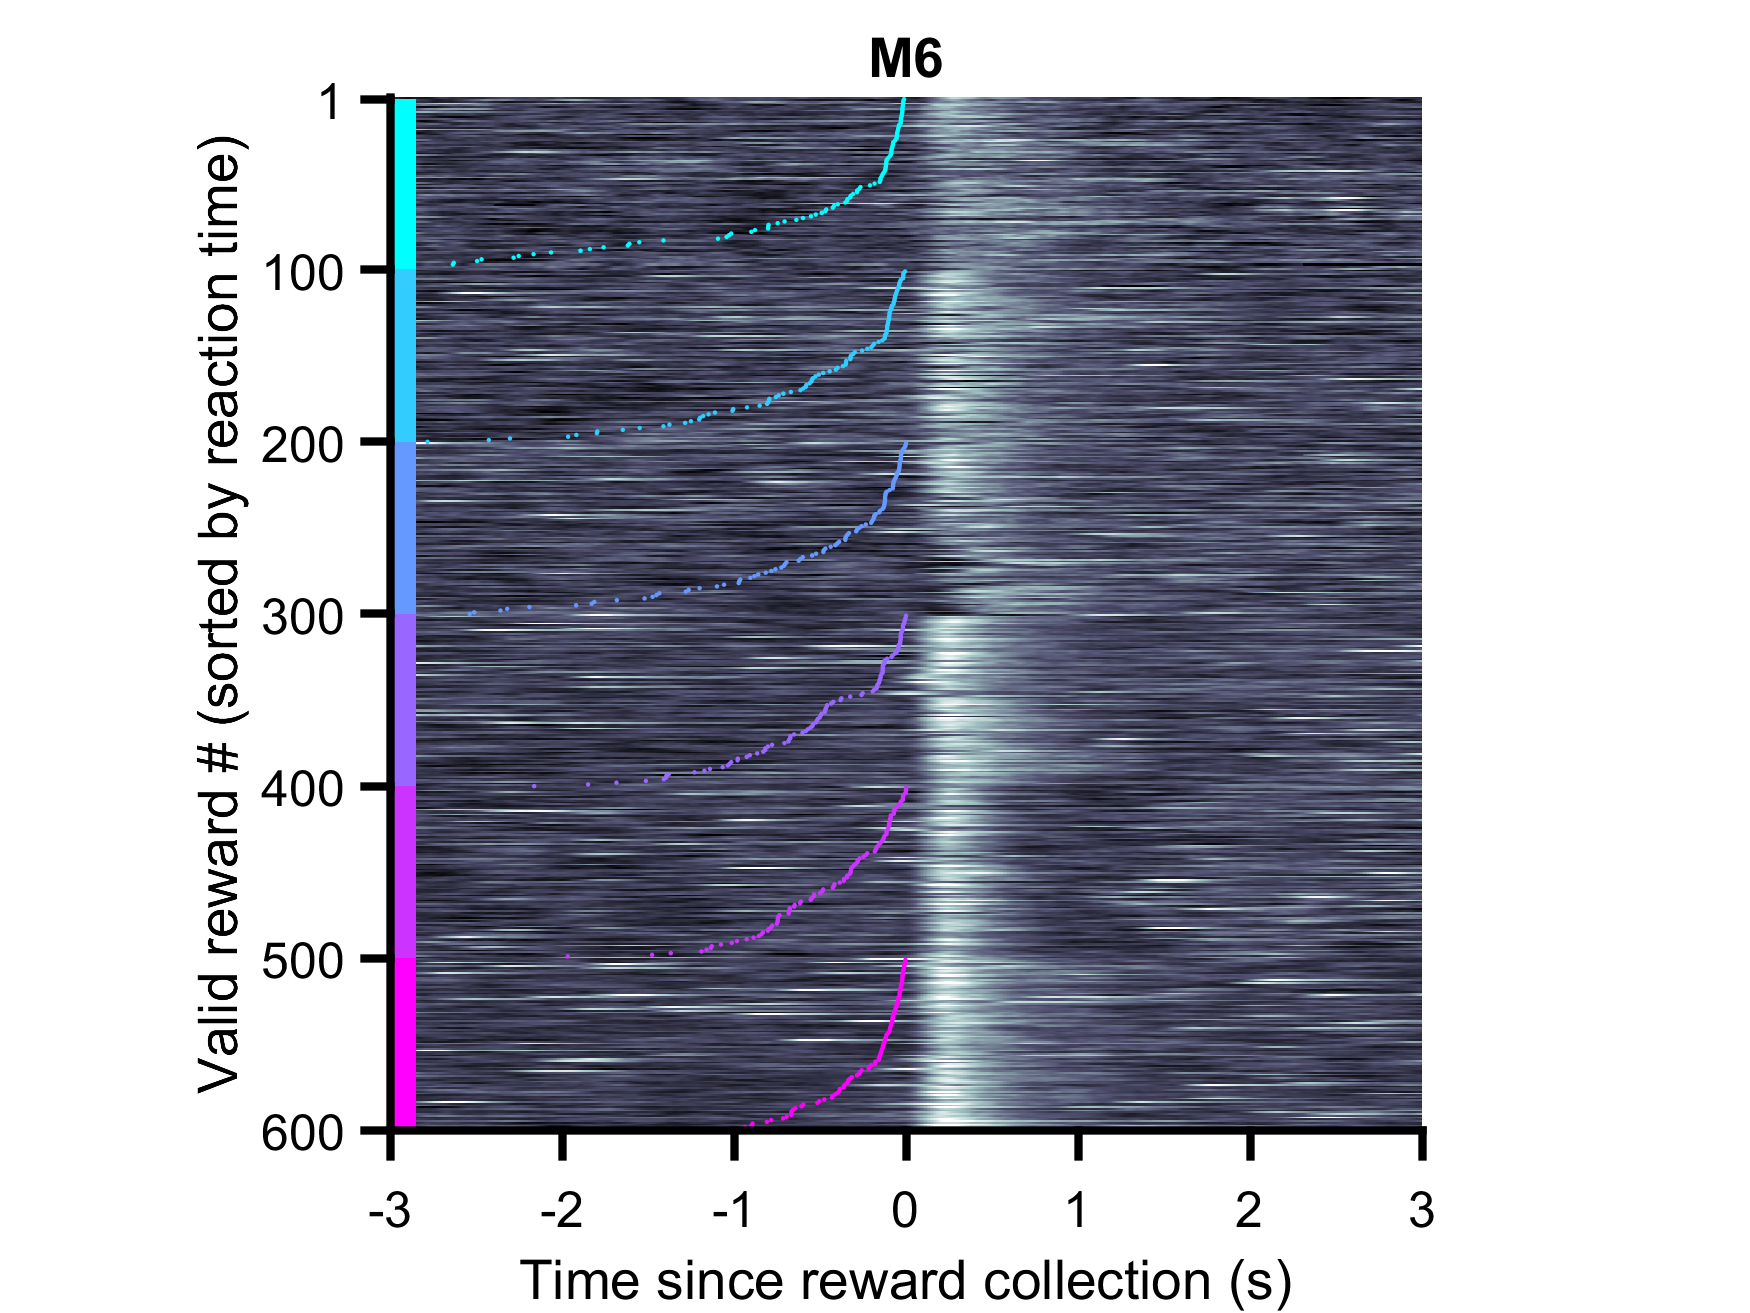 M6
Valid reward # (sorted by reaction time)
1
100
200
300
400
500
600
-3 -2 -1 0 1 2 3
Time since reward collection (s)